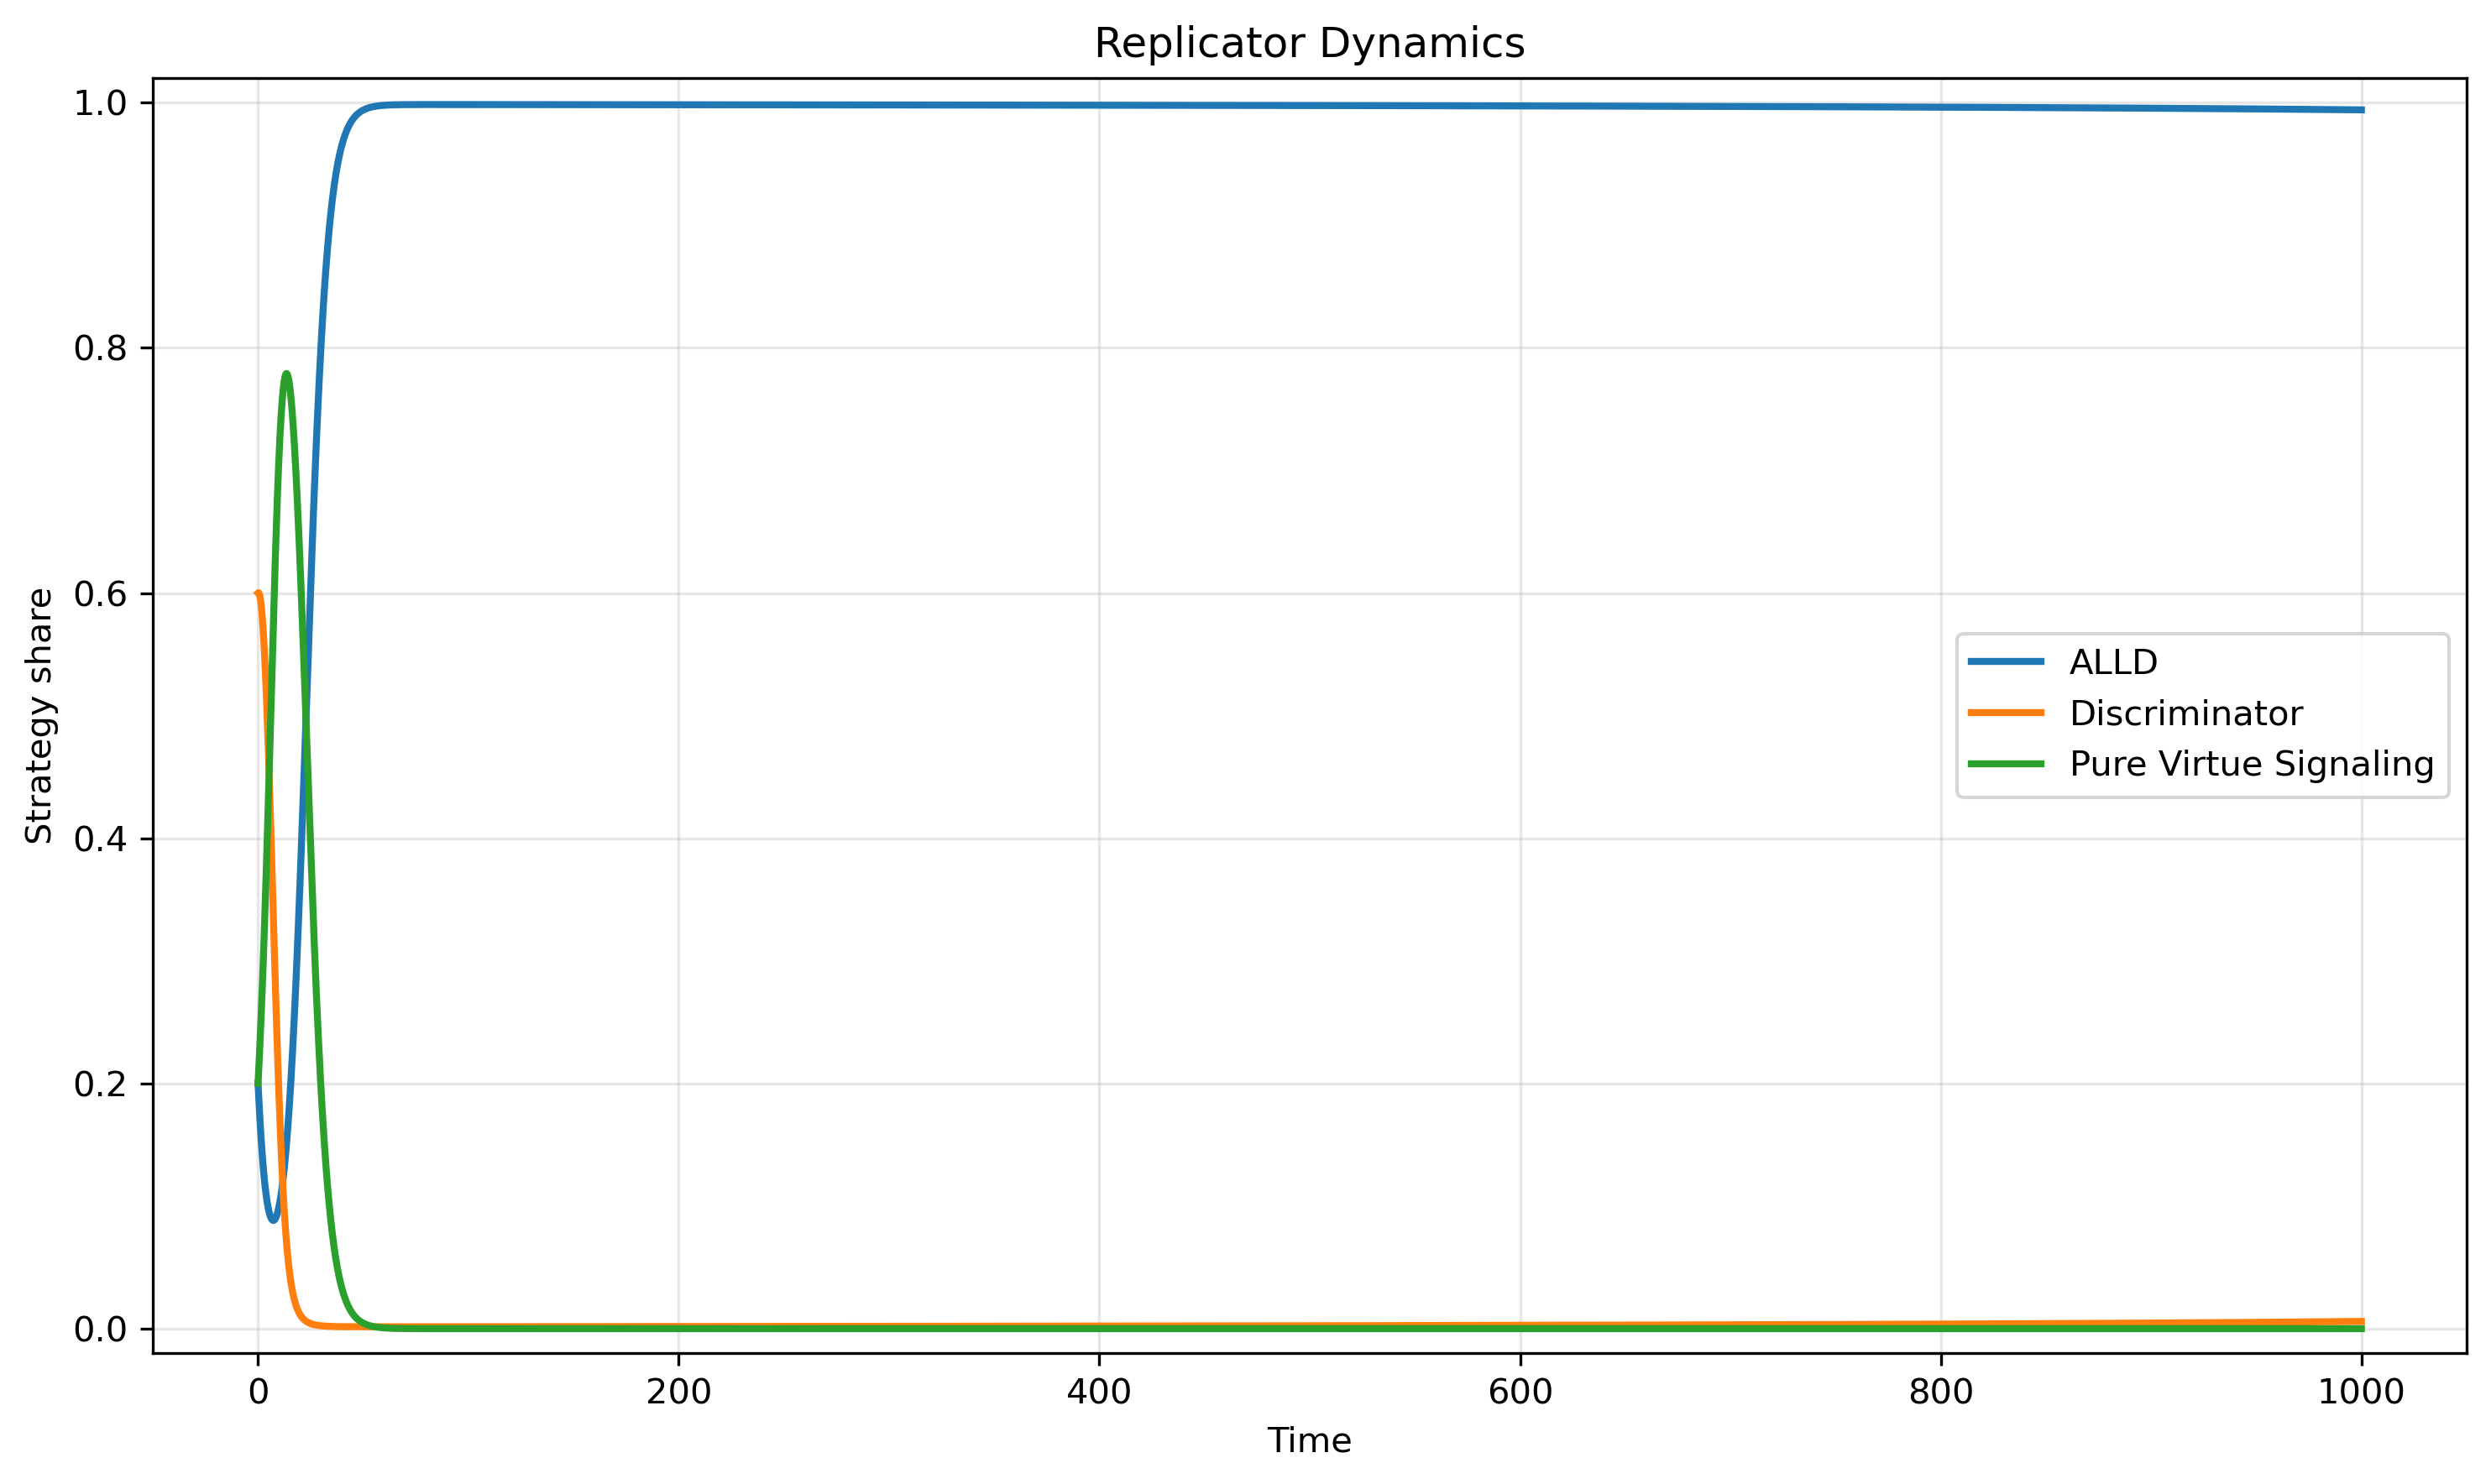 Replicator Dynamics
1.0
0.8
0.6
0.4
0.2
0.0
Strategy share
ALLD
Discriminator
Pure Virtue Signaling
0 200 400 600 800 1000
Time